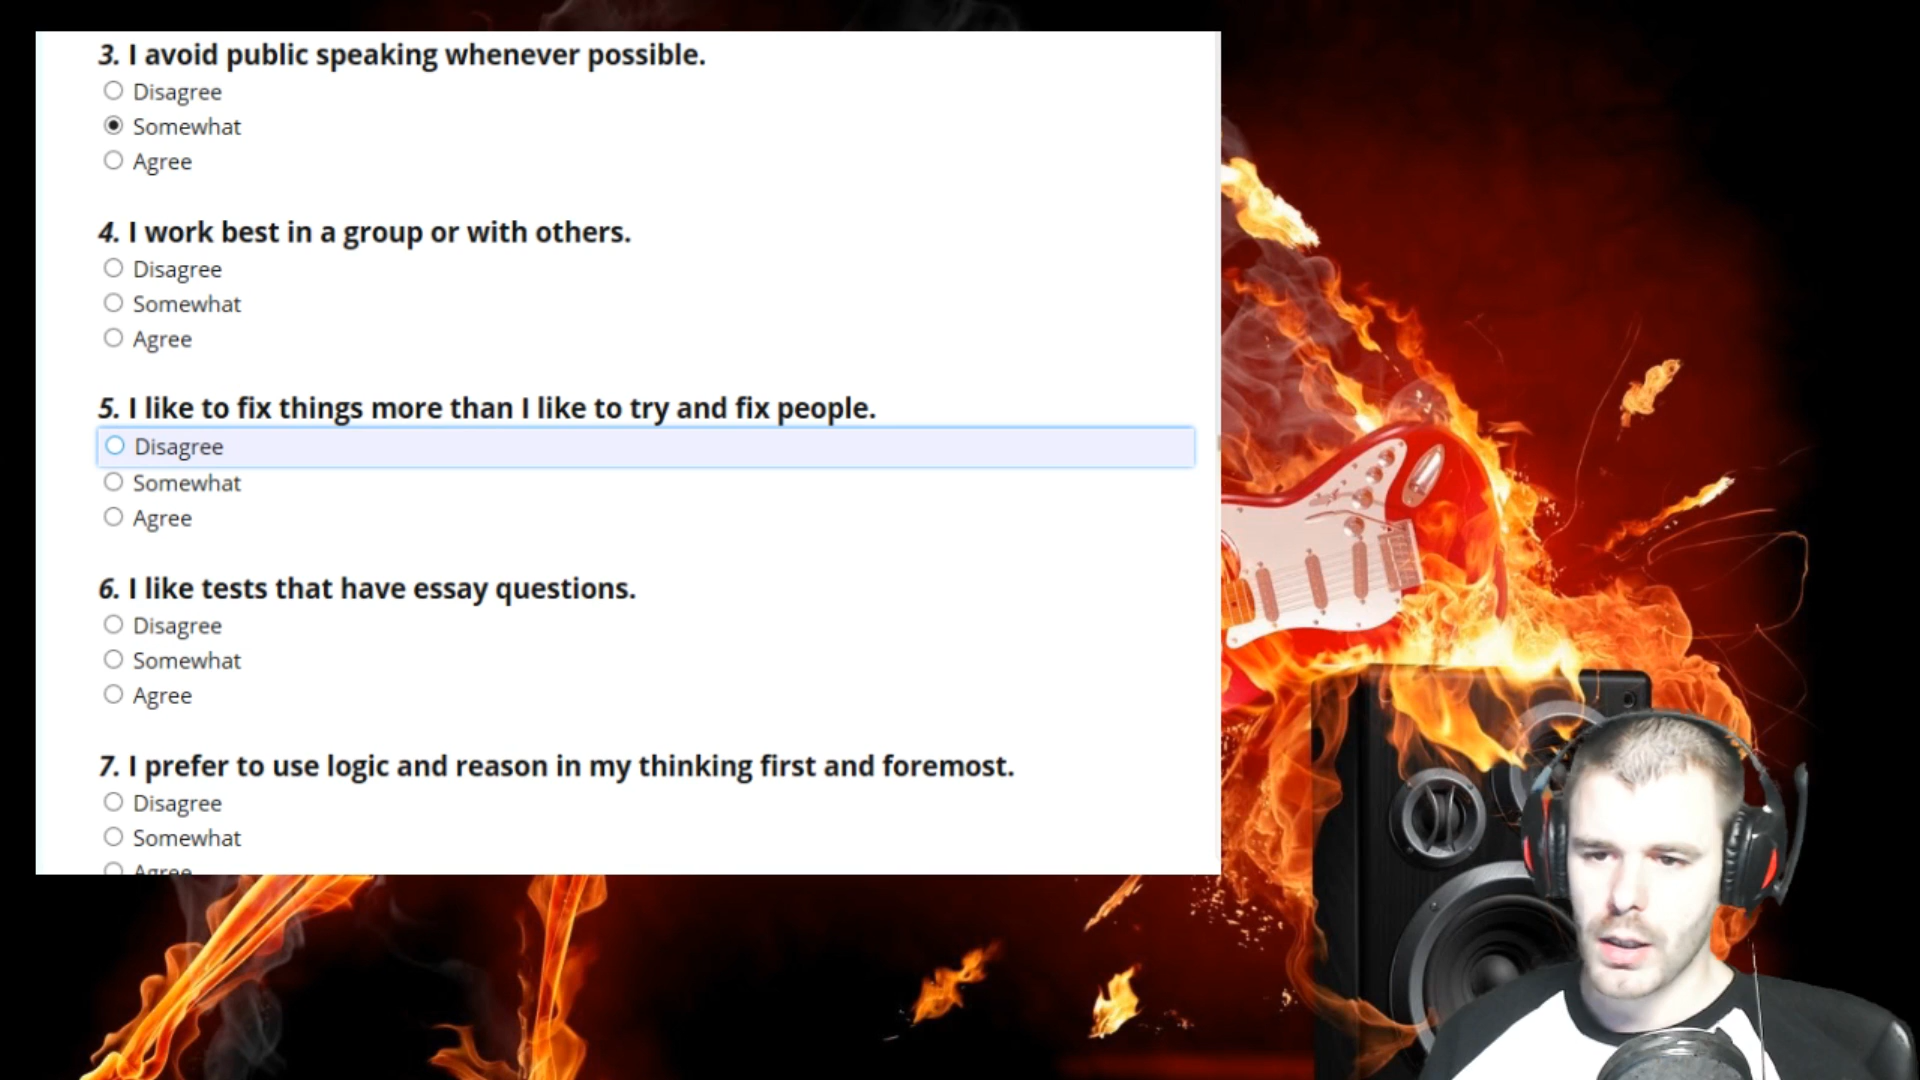 3. I avoid public speaking whenever possible.
Disagree
Somewhat
Agree
4. I work best in a group or with others.
Disagree
Somewhat
Agree
5. I like to fix things more than I like to try and fix people.
Disagree
Somewhat
Agree
6. I like tests that have essay questions.
Disagree
Somewhat
Agree
7. I prefer to use logic and reason in my thinking first and foremost.
Disagree
Somewhat
Agree